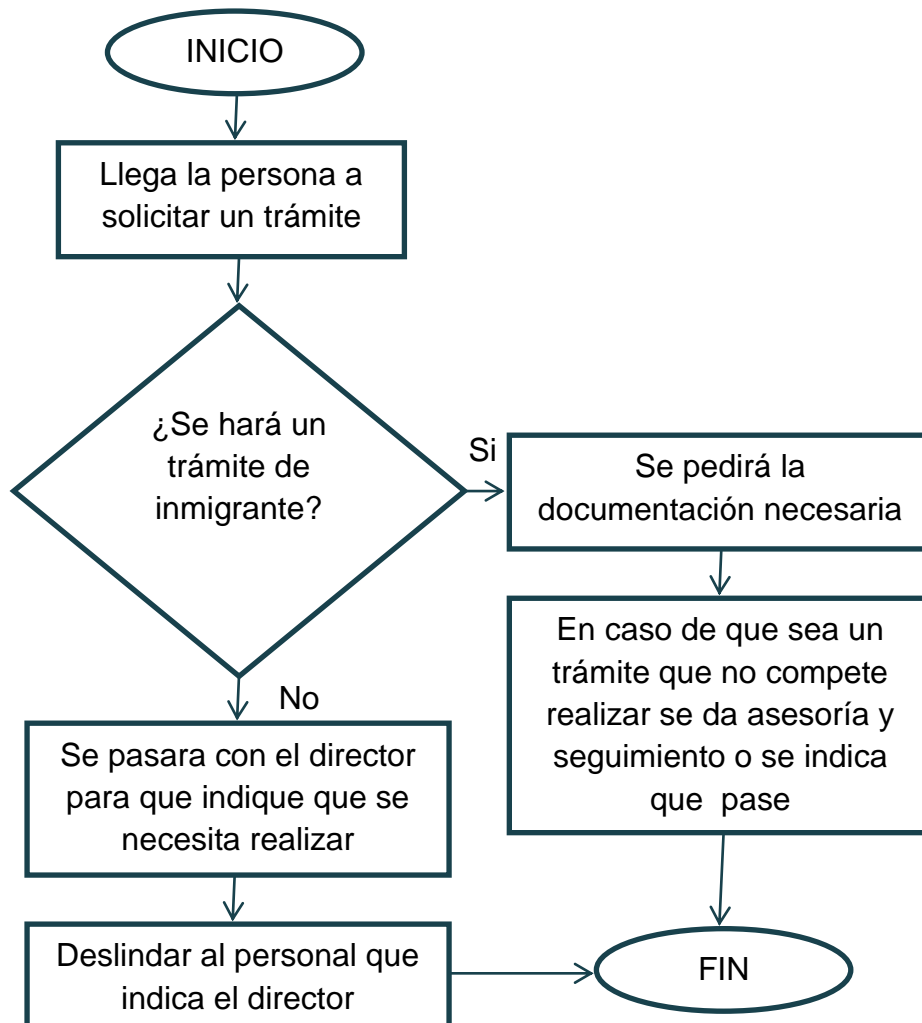 INICIO
Llega la persona a
solicitar un trámite
¿Se hará un
trámite de
inmigrante?
Si
Se pedirá la
documentación necesaria
En caso de que sea un
trámite que no compete
realizar se da asesoría y
seguimiento o se indica
que pase
No
Se pasara con el director
para que indique que se
necesita realizar
Deslindar al personal que
indica el director
FIN